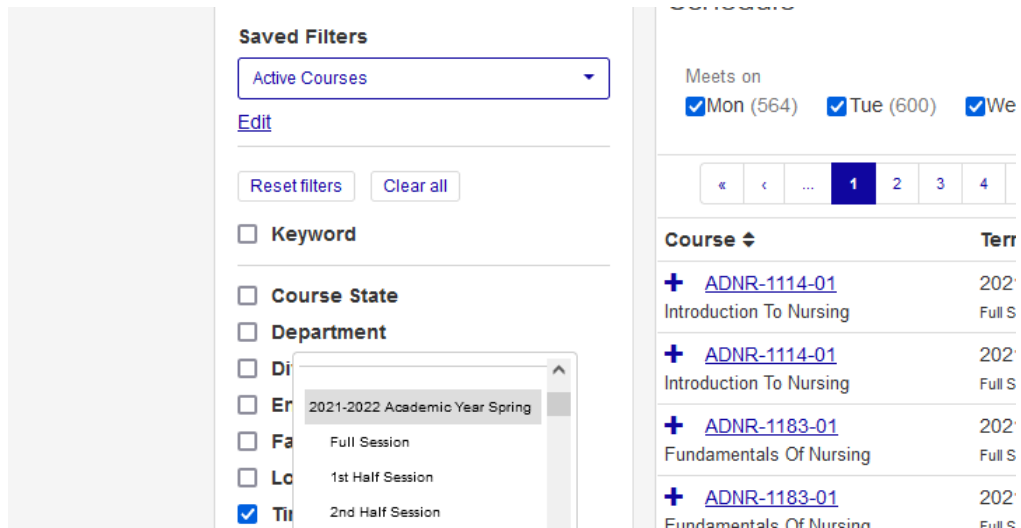 Saved Filters
Active Courses
Edit
Reset filters Clear all
Keyword
Course State
Department
2021-2022 Academic Year Spring
Full Session
1st Half Session
2nd Half Session
Meets on
Mon (564) Tue (600)
« ‹ ... 1 2 3 4
Course
ADNR-1114-01
Introduction To Nursing
ADNR-1114-01
Introduction To Nursing
ADNR-1183-01
Fundamentals Of Nursing
ADNR-1183-01
Fundamentals Of Nursing